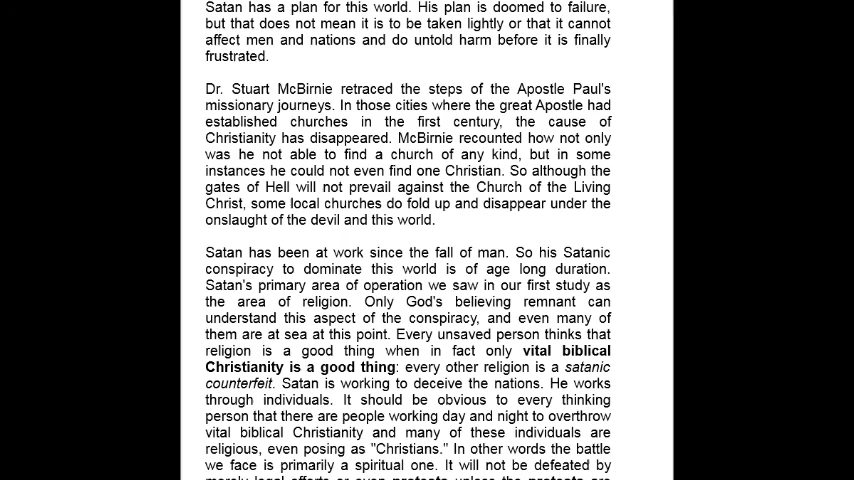 Satan has a plan for this world. His plan is doomed to failure,
but that does not mean it is to be taken lightly or that it cannot
affect men and nations and do untold harm before it is finally
frustrated.
Dr. Stuart McBirnie retraced the steps of the Apostle Paul's
missionary journeys. In those cities where the great Apostle had
established churches in the first century, the cause of
Christianity has disappeared. McBirnie recounted how not only
was he not able to find a church of any kind, but in some
instances he could not even find one Christian. So although the
gates of Hell will not prevail against the Church of the Living
Christ, some local churches do fold up and disappear under the
onslaught of the devil and this world.
Satan has been at work since the fall of man. So his Satanic
conspiracy to dominate this world is of age long duration.
Satan's primary area of operation we saw in our first study as
the area of religion. Only God's believing remnant can
understand this aspect of the conspiracy, and even many of
them are at sea at this point. Every unsaved person thinks that
religion is a good thing when in fact only vital biblical
Christianity is a good thing: every other religion is a satanic
counterfeit. Satan is working to deceive the nations. He works
through individuals. It should be obvious to every thinking
person that there are people working day and night to overthrow
vital biblical Christianity and many of these individuals are
religious, even posing as "Christians." In other words the battle
we face is primarily a spiritual one. It will not be defeated by
merely legal efforts or even protests unless the protests are